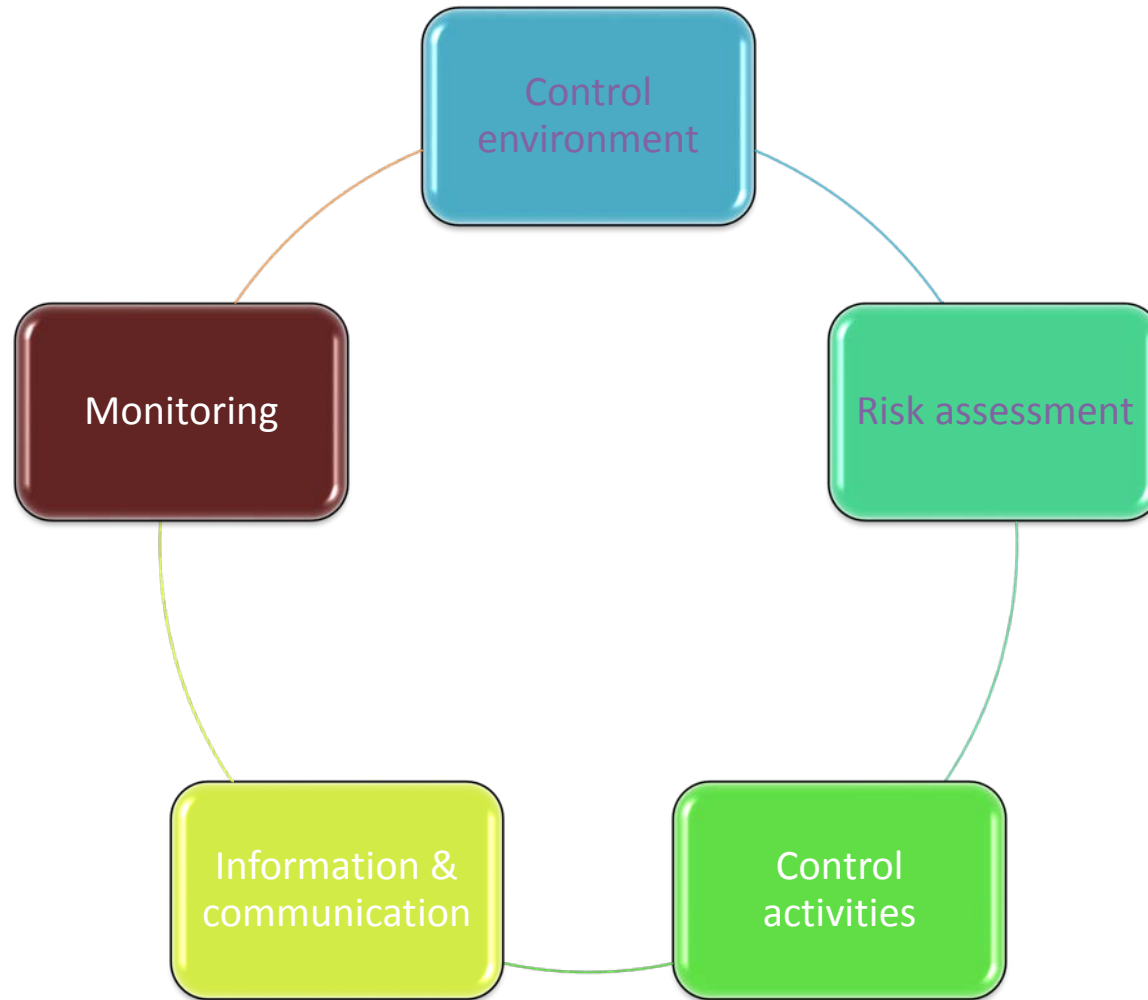 Control
environment
Monitoring
Risk assessment
Information &
communication
Control
activities